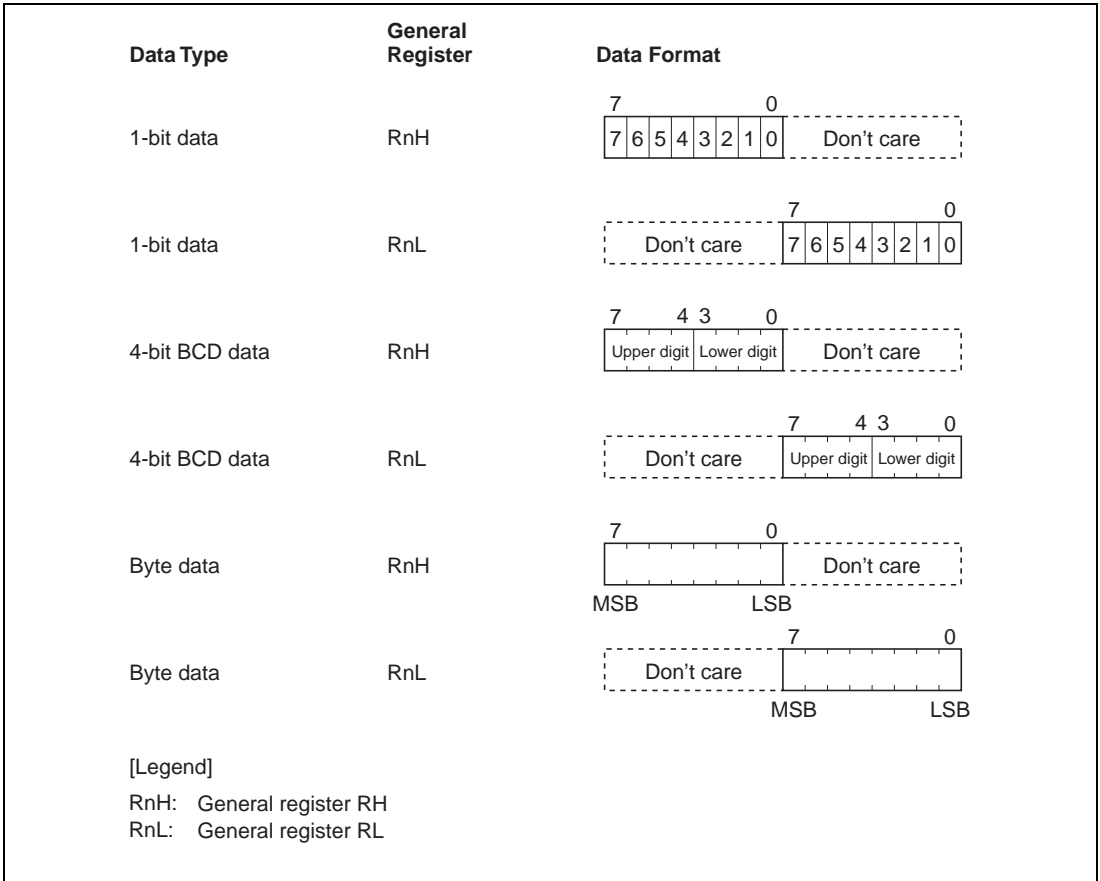 General
Data Type Register Data Format
7 0
1-bit data RnH 7 6 5 4 3 2 1 0 Don't care
7 0
1-bit data RnL Don't care 7 6 5 4 3 2 1 0
7 4 3 0
4-bit BCD data RnH Upper digit Lower digit Don't care
7 4 3 0
4-bit BCD data RnL Don't care Upper digit Lower digit
7 0
Byte data RnH Don't care
MSB LSB
7 0
Byte data RnL Don't care
MSB LSB
[Legend]
RnH: General register RH
RnL: General register RL